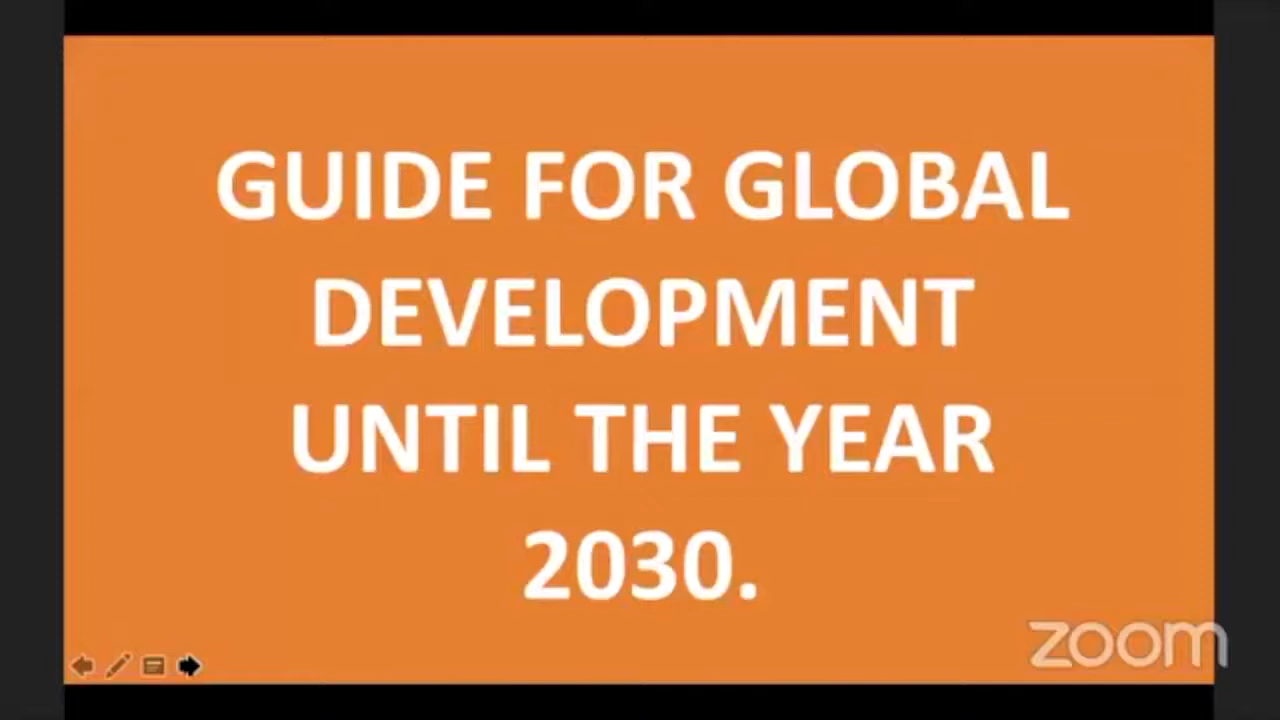 GUIDE FOR GLOBAL
DEVELOPMENT
UNTIL THE YEAR
2030.
zoom